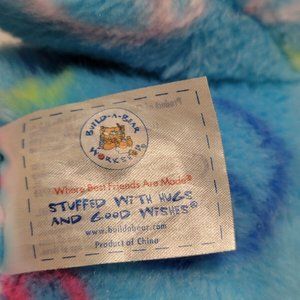 BUILD-A-BEAR
WORKSHOP®
Where Best Friends Are Made®
STUFFED WITH HUGS
AND GOOD WISHES®
www.buildabear.com
Product of China